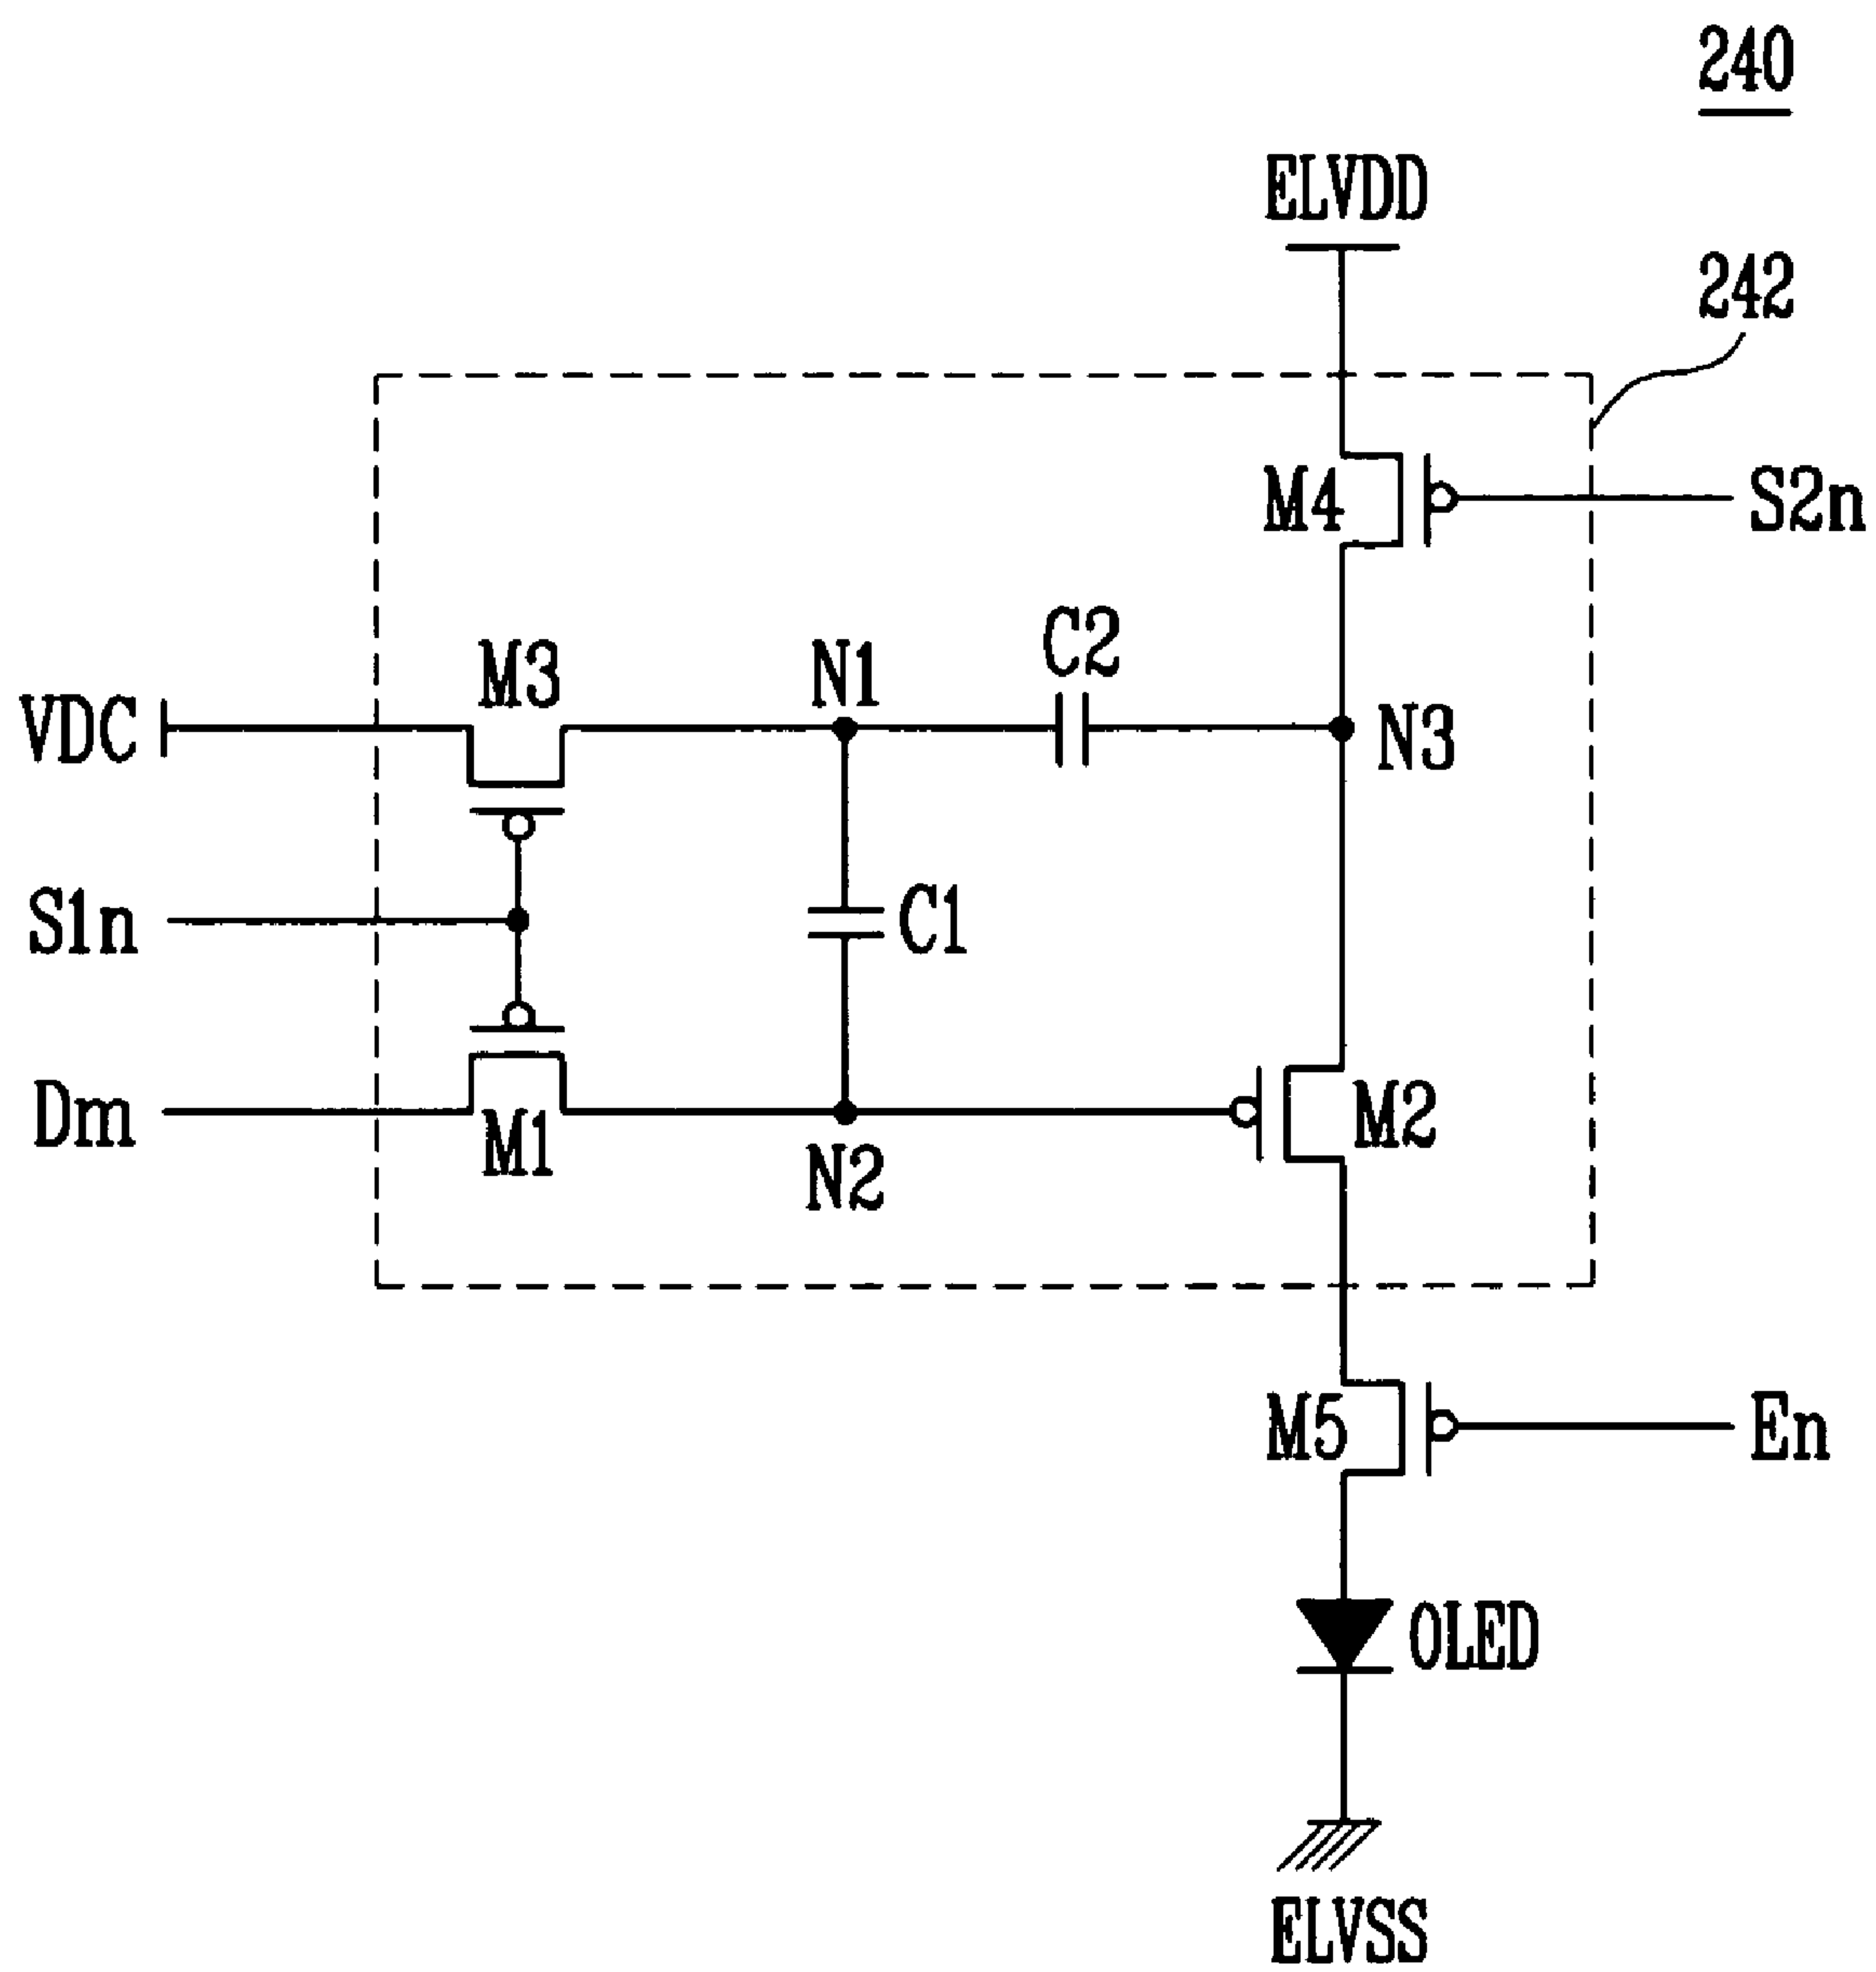 240
ELVDD
242
M4
S2n
C2
M3
N1
VDC
N3
S1n
C1
Dm
M1
M2
N2
M5
En
OLED
ELVSS